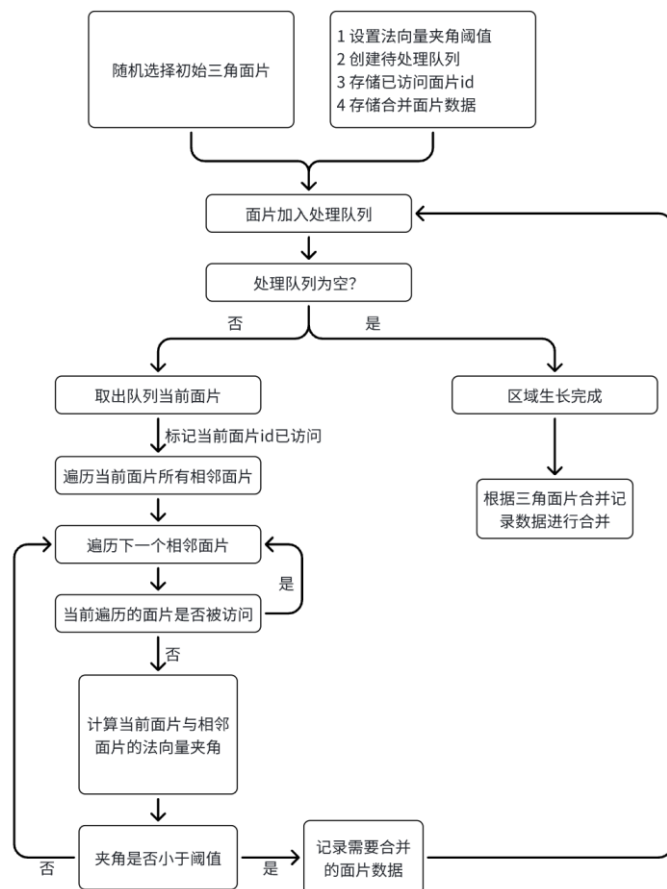 随机选择初始三角面片
1 设置法向量夹角阈值
2 创建待处理队列
3 存储已访问面片id
4 存储合并面片数据
面片加入处理队列
处理队列为空?
否
是
取出队列当前面片
区域生长完成
标记当前面片id已访问
遍历当前面片所有相邻面片
根据三角面片合并记
录数据进行合并
遍历下一个相邻面片
是
当前遍历的面片是否被访问
否
计算当前面片与相邻
面片的法向量夹角
夹角是否小于阈值
否
是
记录需要合并
的面片数据